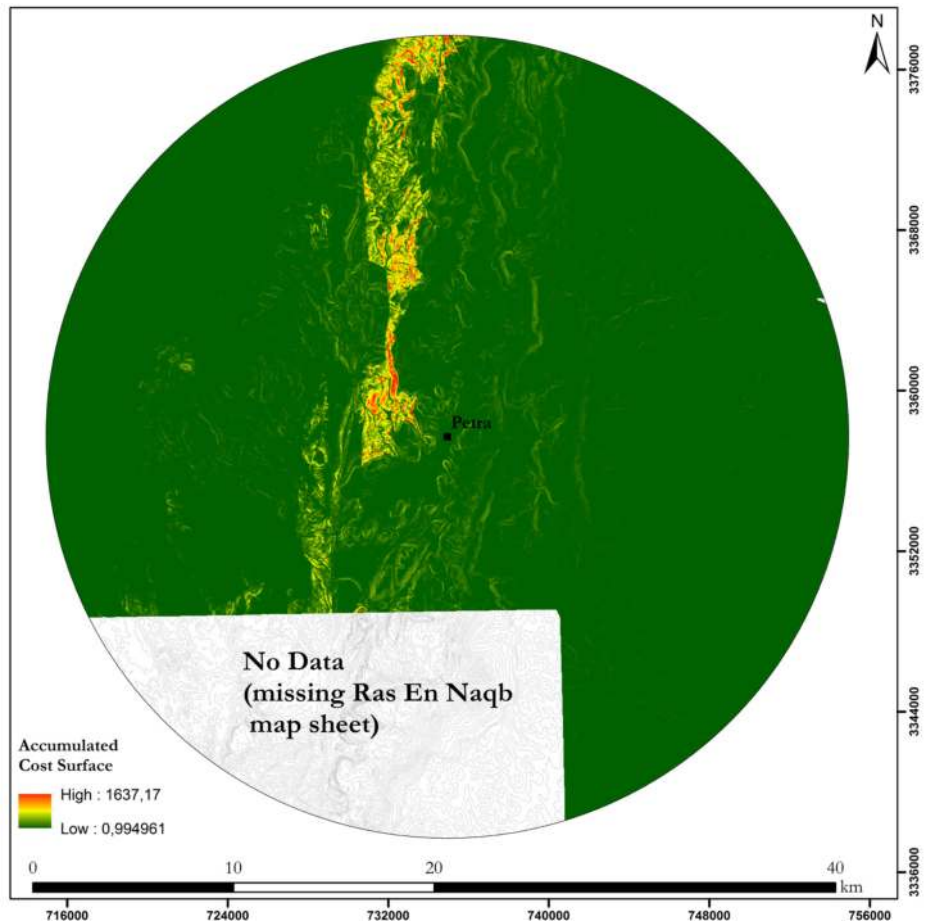 N
3376000
3368000
3360000
Petra
3352000
No Data
(missing Ras En Naqb
map sheet)
3344000
Accumulated
Cost Surface
High : 1637,17
Low : 0,994961
0 10 20 40
km
3336000
716000 724000 732000 740000 748000 756000